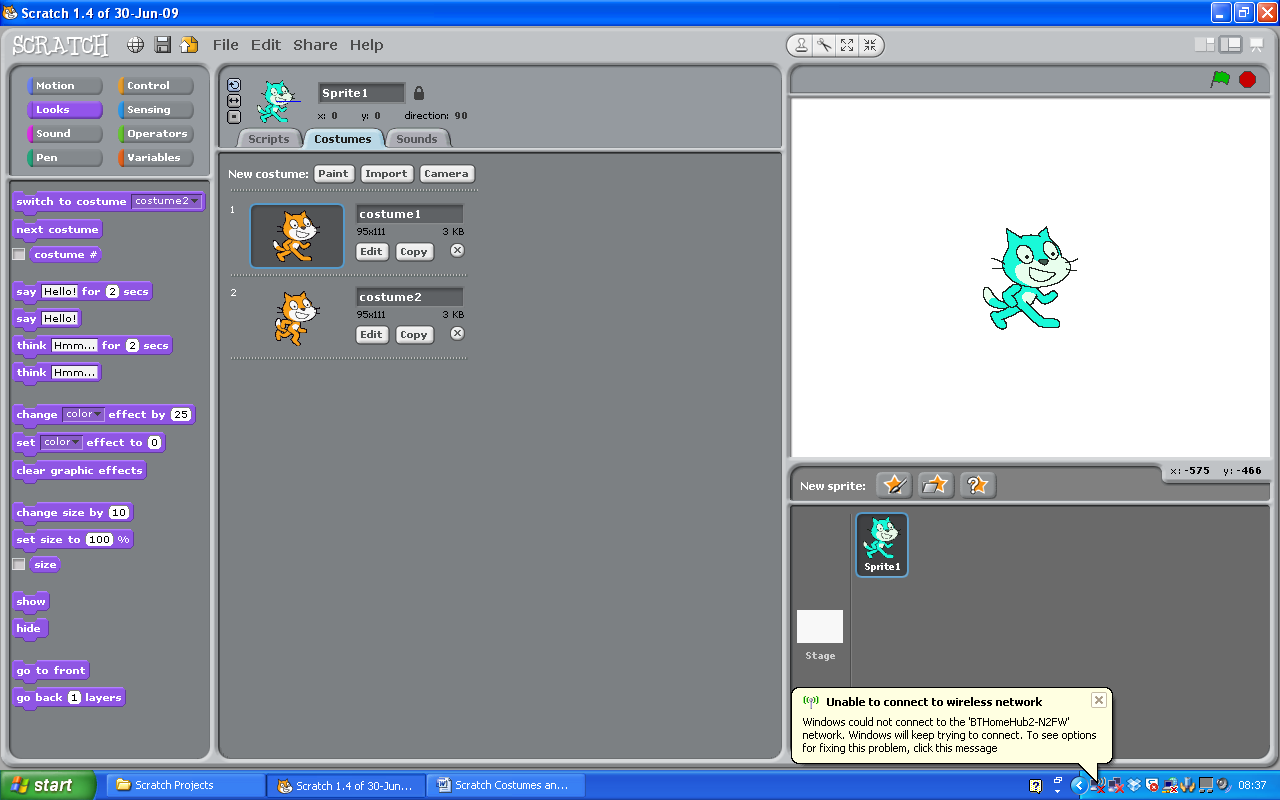 Scratch 1.4 of 30-Jun-09
SCRATCH File Edit Share Help
Motion Control
Looks Sensing
Sound Operators
Pen Variables
switch to costume costume2
next costume
costume #
say Hello! for 2 secs
say Hello!
think Hmm... for 2 secs
think Hmm...
change color effect by 25
set color effect to 0
clear graphic effects
change size by 10
set size to 100 %
size
show
hide
go to front
go back 1 layers
Sprite1
x: 0 y: 0 direction: 90
Scripts Costumes Sounds
New costume: Paint Import Camera
1 costume1
95x111 3 KB
Edit Copy
2 costume2
95x111 3 KB
Edit Copy
x: -575 y: -466
New sprite:
Sprite1
Stage
Unable to connect to wireless network
Windows could not connect to the 'BTHomeHub2-N2FW'
network. Windows will keep trying to connect. To see options
for fixing this problem, click this message
start Scratch Projects Scratch 1.4 of 30-Jun... Scratch Costumes an... 08:37